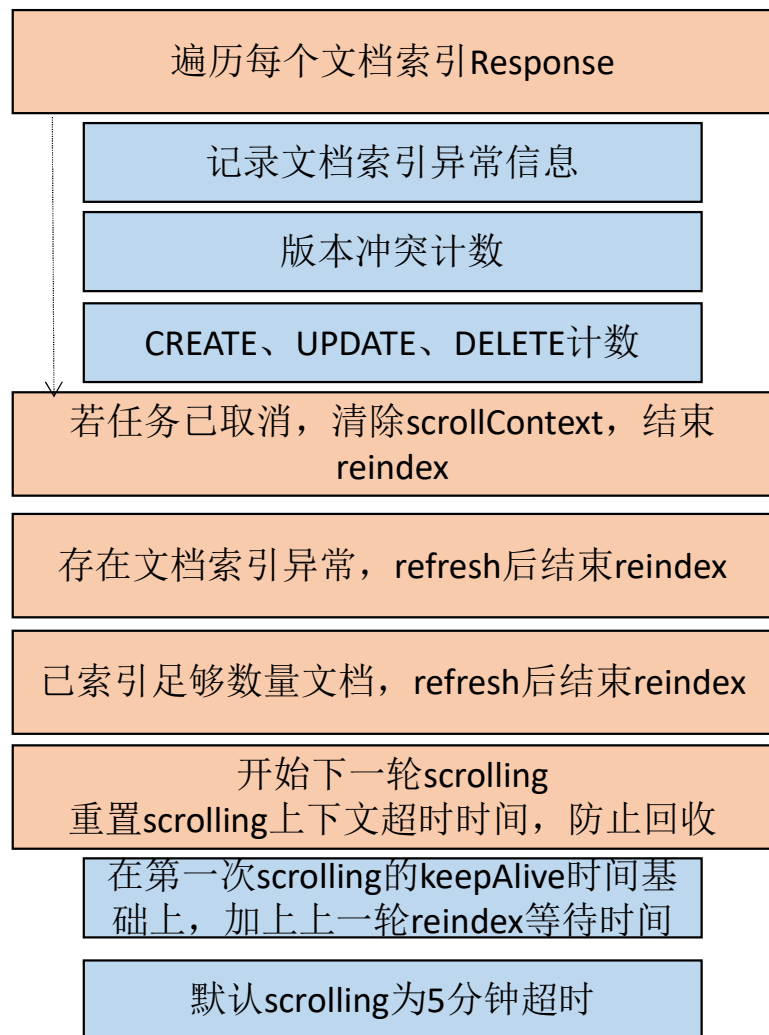 遍历每个文档索引Response
记录文档索引异常信息
版本冲突计数
CREATE、UPDATE、DELETE计数
若任务已取消，清除scrollContext，结束
reindex
存在文档索引异常，refresh后结束reindex
已索引足够数量文档，refresh后结束reindex
开始下一轮scrolling
重置scrolling上下文超时时间，防止回收
在第一次scrolling的keepAlive时间基
础上，加上上一轮reindex等待时间
默认scrolling为5分钟超时